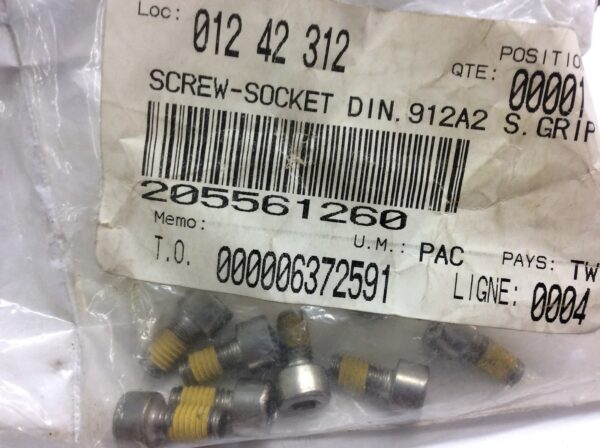 Loc: 012 42 312
POSITIO
QTE: 00001
SCREW-SOCKET DIN.912A2 S.GRIP
205561260
Memo:
U.M.: PAC PAYS: TW
T.O. 000006372591 LIGNE: 0004